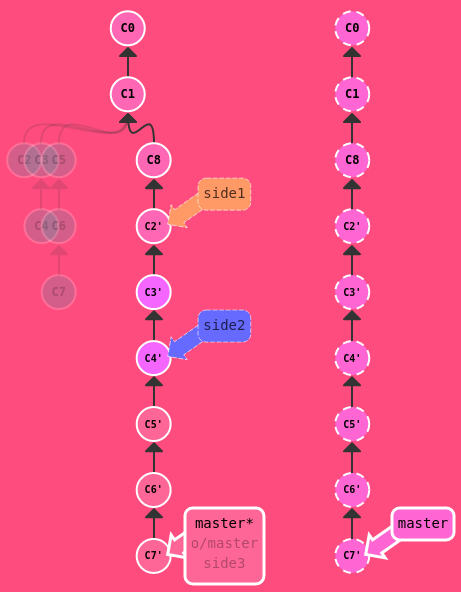 C0
C1
C2 C3 C5
C8
side1
C4 C6
C2'
C7
C3'
side2
C4'
C5'
C6'
master*
o/master
side3
C7'
C0
C1
C8
C2'
C3'
C4'
C5'
C6'
master
C7'